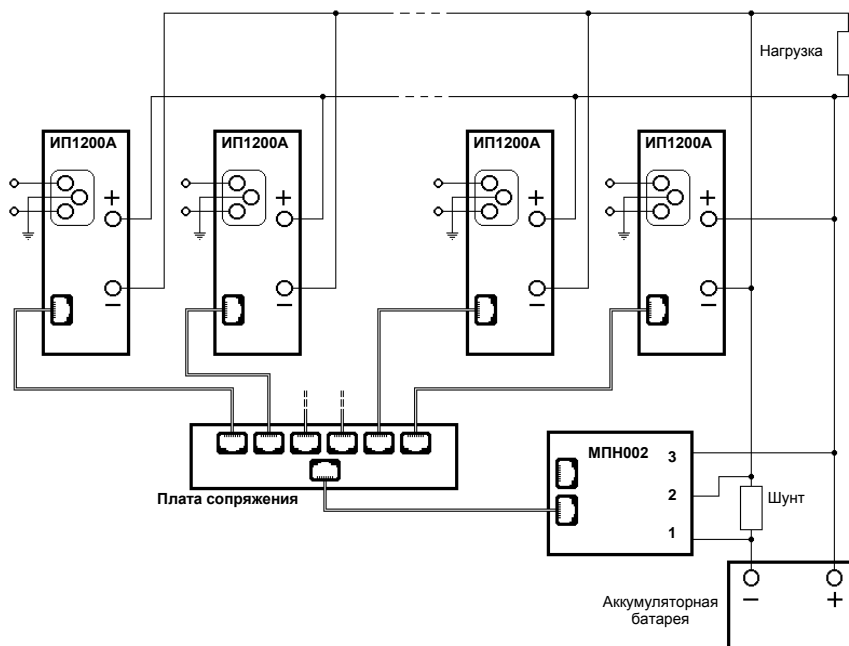 Нагрузка
ИП1200А
ИП1200А
ИП1200А
ИП1200А
+
+
+
+
−
−
−
−
МПН002
3
2
1
Плата сопряжения
Шунт
Аккумуляторная
батарея
−
+